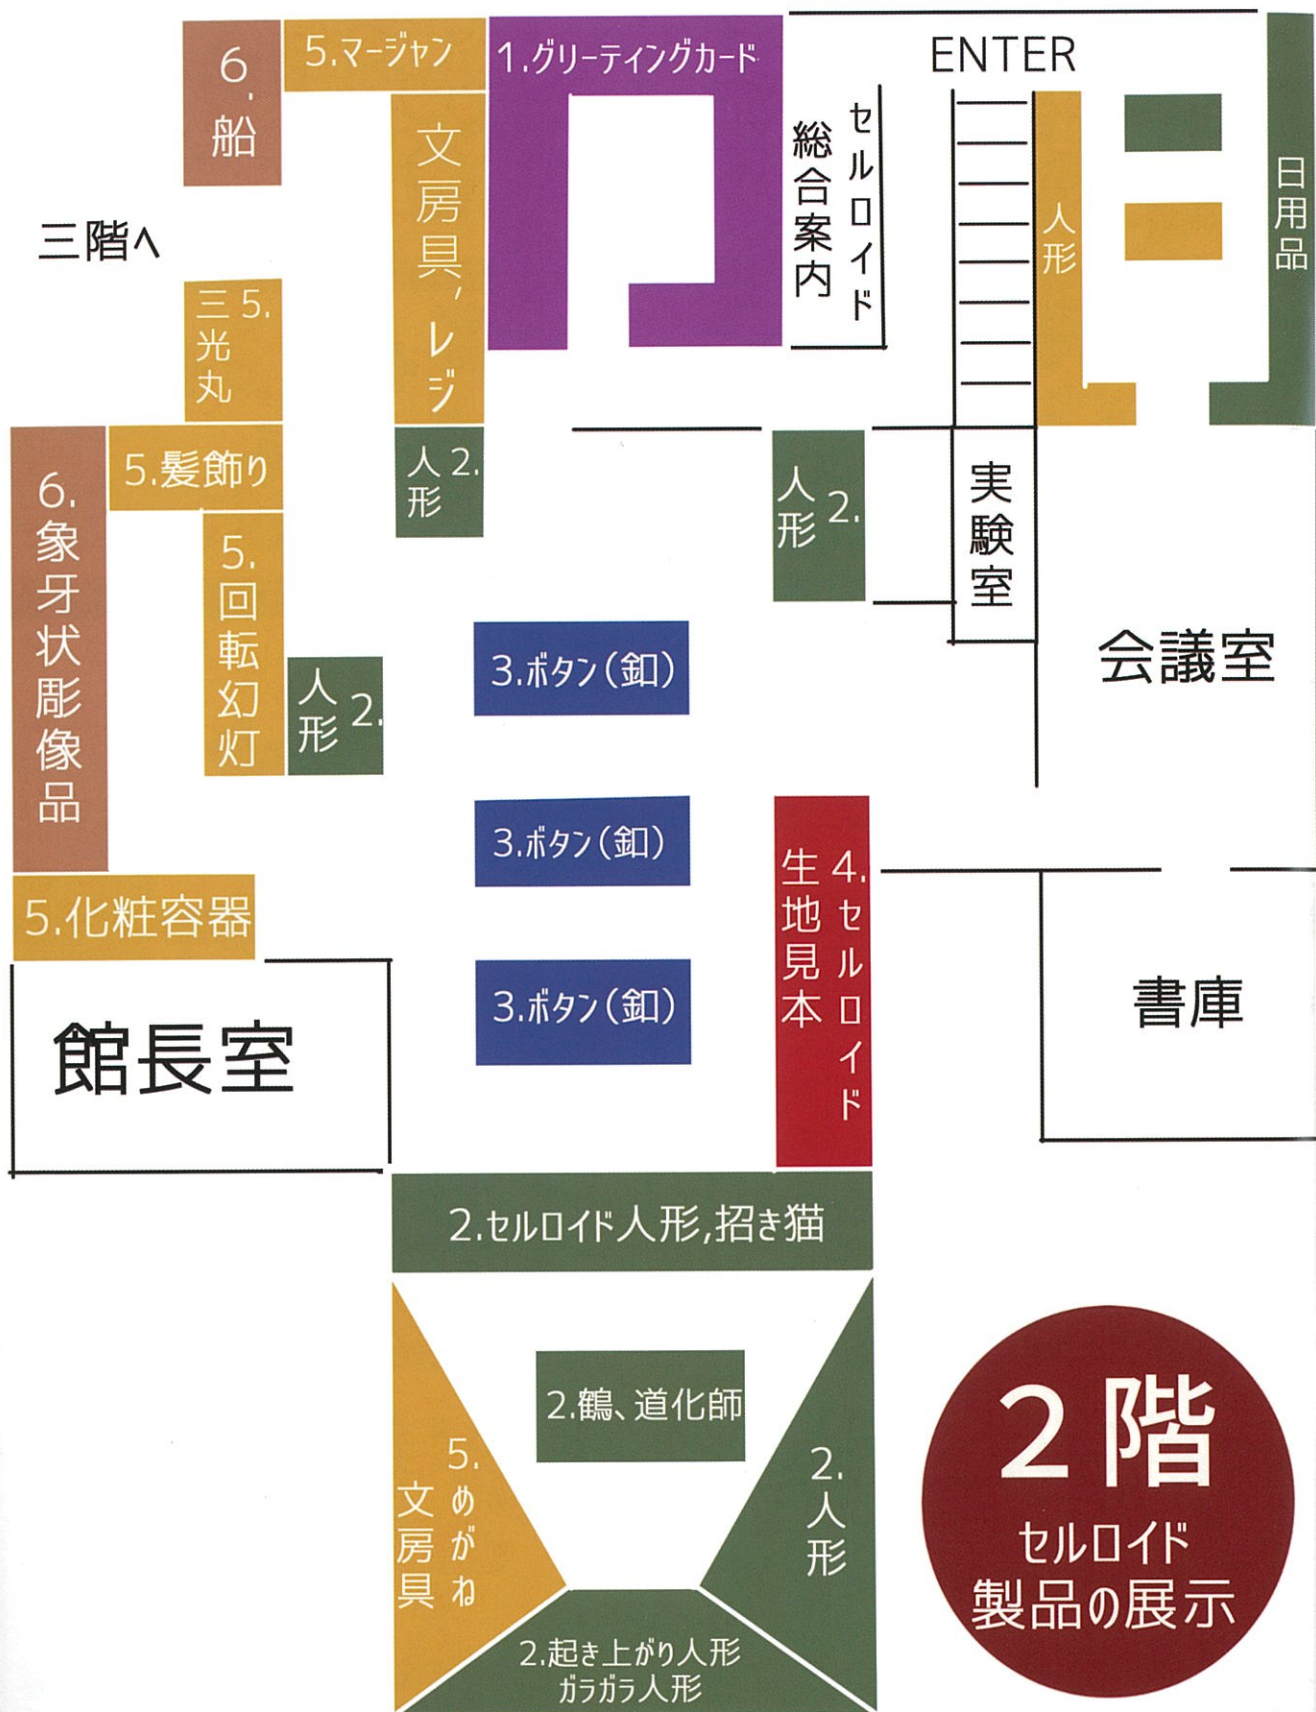 6.船
5.マージャン
1.グリーティングカード
ENTER
セルロイド
総合案内
文房具,レジ
人形
日用品
三階へ
5.
三光丸
5.髪飾り
2.
人形
2.
人形
実験室
6.象牙状彫像品
5.回転幻灯
2.
人形
3.ボタン(釦)
会議室
3.ボタン(釦)
4.セルロイド
生地見本
5.化粧容器
館長室
3.ボタン(釦)
書庫
2.セルロイド人形,招き猫
2.鶴、道化師
5.めがね
文房具
2.人形
2.起き上がり人形
ガラガラ人形
2階
セルロイド
製品の展示